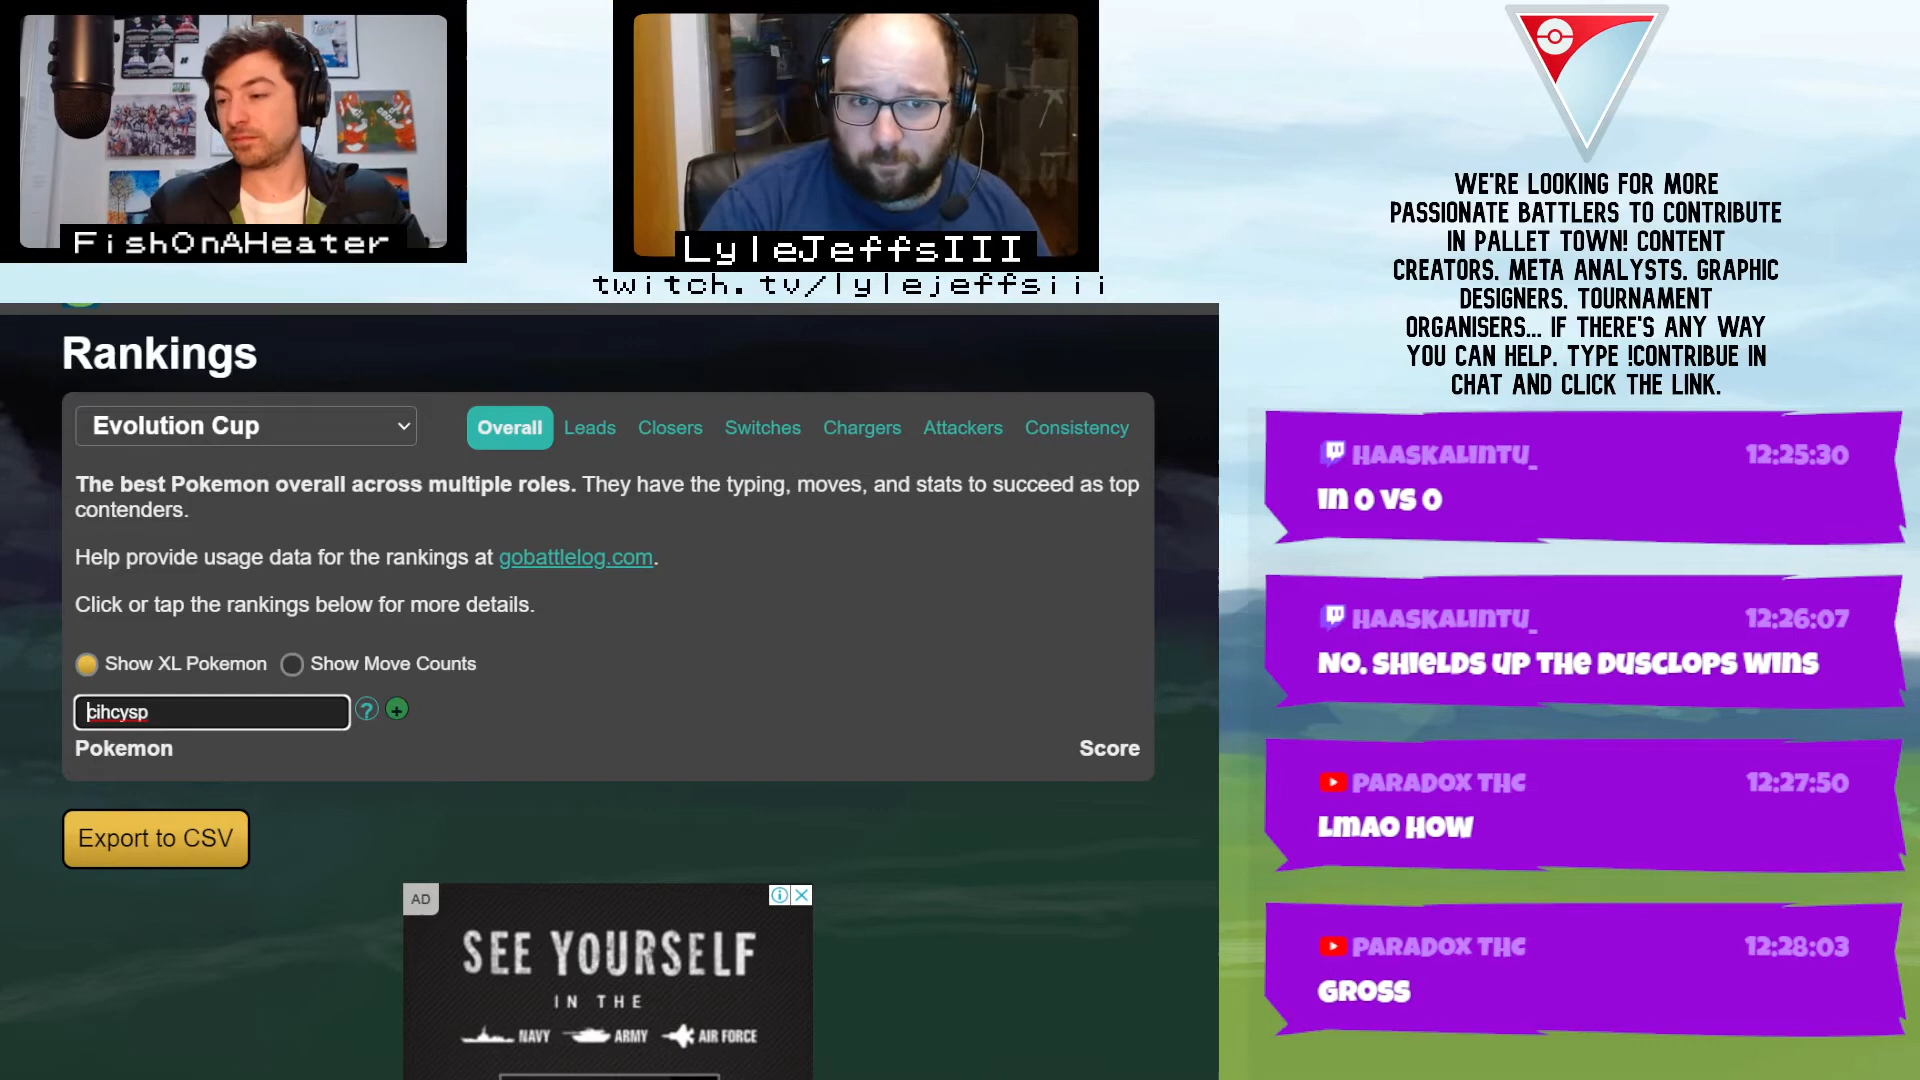 FishOnAHeater
LyleJeffsIII
twitch.tv/lylejeffsiii
WE'RE LOOKING FOR MORE
PASSIONATE BATTLERS TO CONTRIBUTE
IN PALLET TOWN! CONTENT
CREATORS. META ANALYSTS. GRAPHIC
DESIGNERS. TOURNAMENT
ORGANISERS... IF THERE'S ANY WAY
YOU CAN HELP. TYPE !CONTRIBUE IN
CHAT AND CLICK THE LINK.
Rankings
Evolution Cup
Overall Leads Closers Switches Chargers Attackers Consistency
The best Pokemon overall across multiple roles. They have the typing, moves, and stats to succeed as top
contenders.
Help provide usage data for the rankings at gobattlelog.com.
Click or tap the rankings below for more details.
Show XL Pokemon Show Move Counts
cihcysp ? +
Pokemon Score
Export to CSV
AD
SEE YOURSELF
IN THE
NAVY ARMY AIR FORCE
HAASKALINTU_ 12:25:30
In 0 vs 0
HAASKALINTU_ 12:26:07
No. Shields up the dusclops wins
PARADOX THC 12:27:50
Lmao how
PARADOX THC 12:28:03
Gross